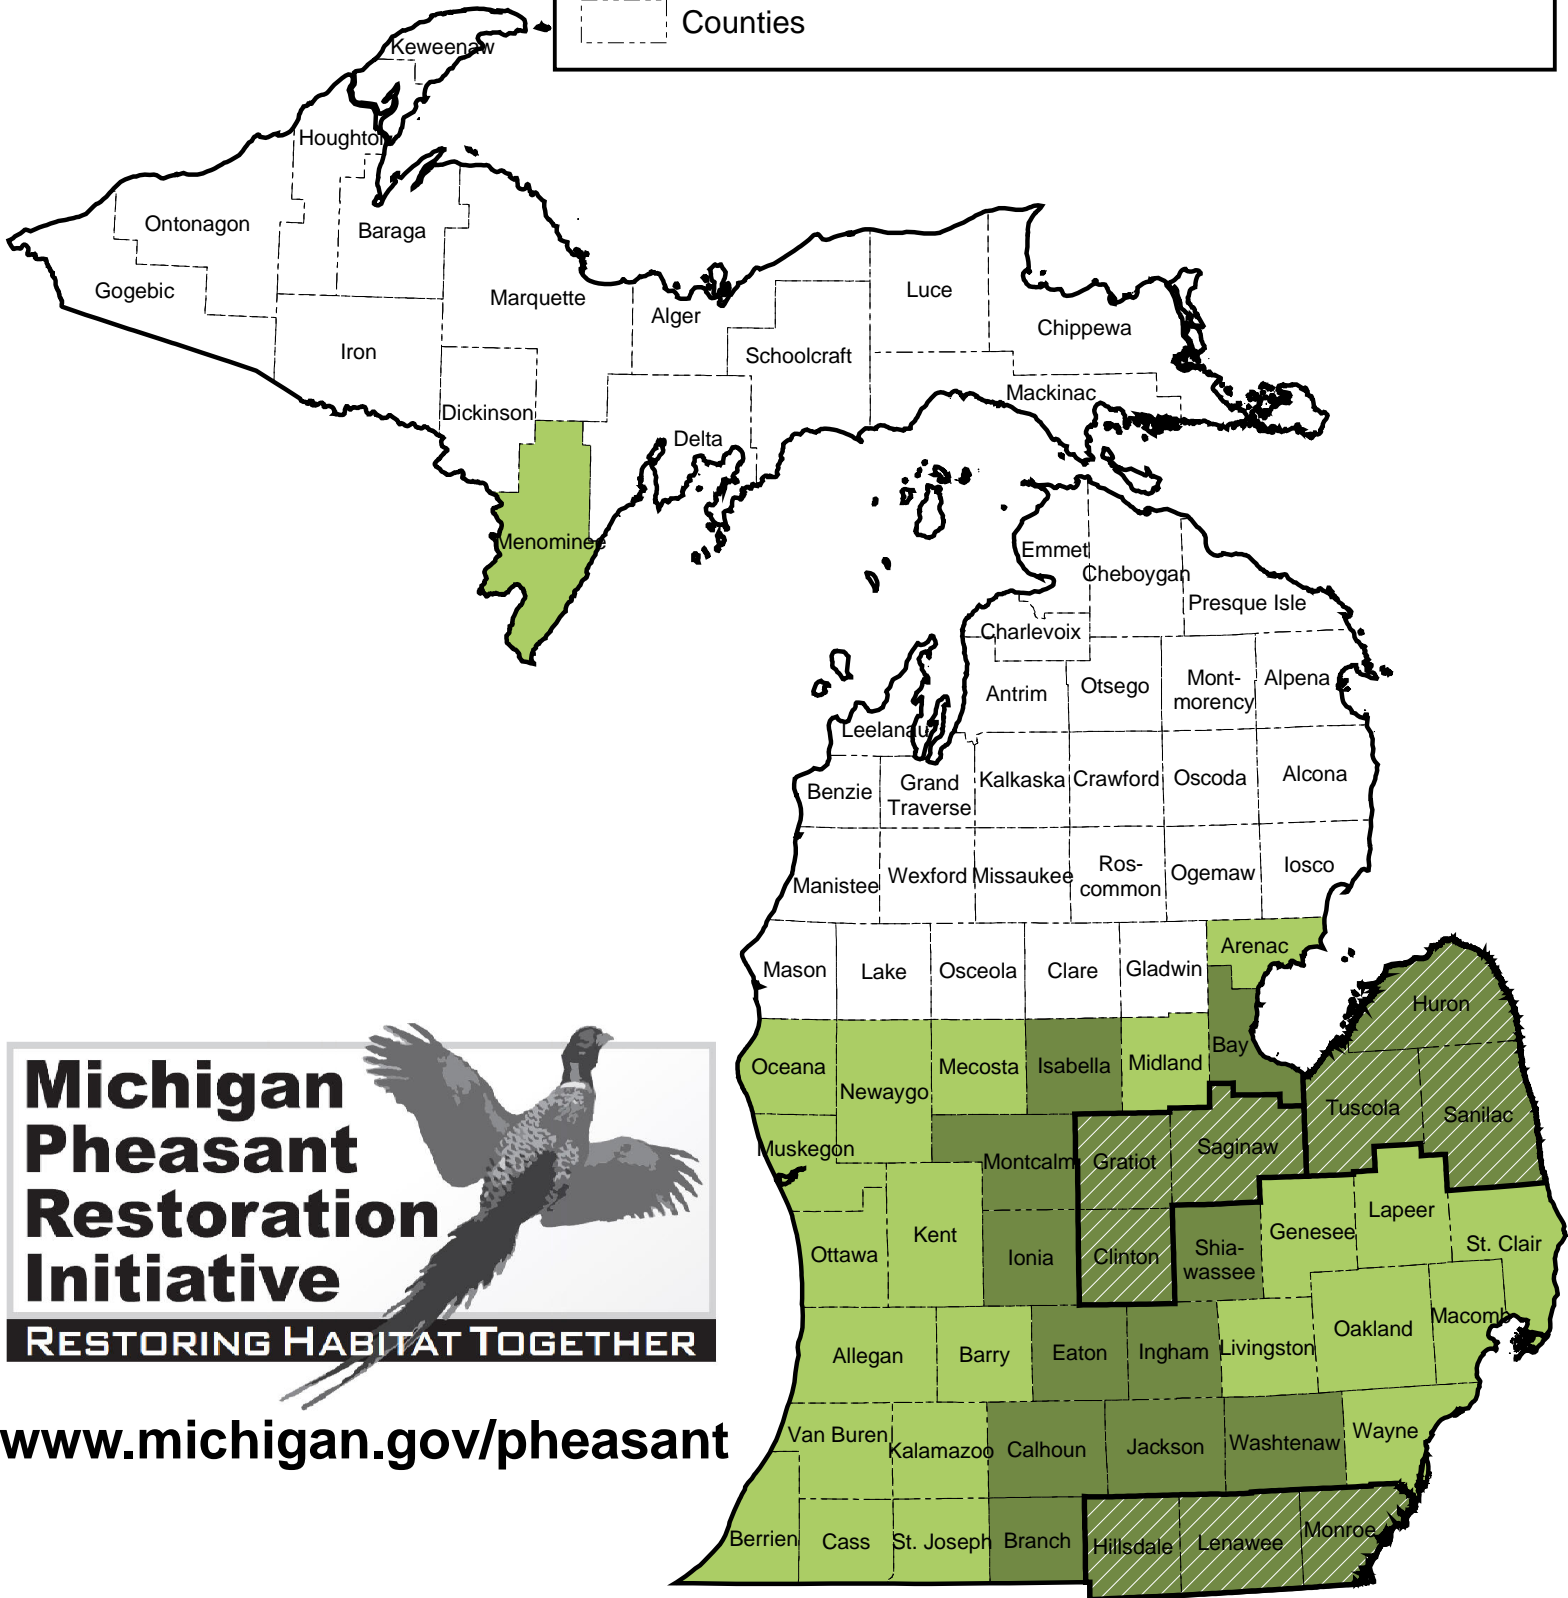 Counties
Keweenaw
Houghton
Ontonagon
Baraga
Gogebic
Marquette
Luce
Alger
Chippewa
Iron
Schoolcraft
Mackinac
Dickinson
Delta
Menominee
Emmet
Cheboygan
Presque Isle
Charlevoix
Antrim
Otsego
Mont-
morency
Alpena
Leelanau
Benzie
Grand
Traverse
Kalkaska
Crawford
Oscoda
Alcona
Manistee
Wexford
Missaukee
Ros-
common
Ogemaw
Iosco
Arenac
Mason
Lake
Osceola
Clare
Gladwin
Huron
Oceana
Newaygo
Mecosta
Isabella
Midland
Bay
Tuscola
Sanilac
Muskegon
Montcalm
Gratiot
Saginaw
Lapeer
Ottawa
Kent
Ionia
Clinton
Shia-
wassee
Genesee
St. Clair
Allegan
Barry
Eaton
Ingham
Livingston
Oakland
Macomb
Van Buren
Kalamazoo
Calhoun
Jackson
Washtenaw
Wayne
Berrien
Cass
St. Joseph
Branch
Hillsdale
Lenawee
Monroe
Michigan
Pheasant
Restoration
Initiative
RESTORING HABITAT TOGETHER
www.michigan.gov/pheasant